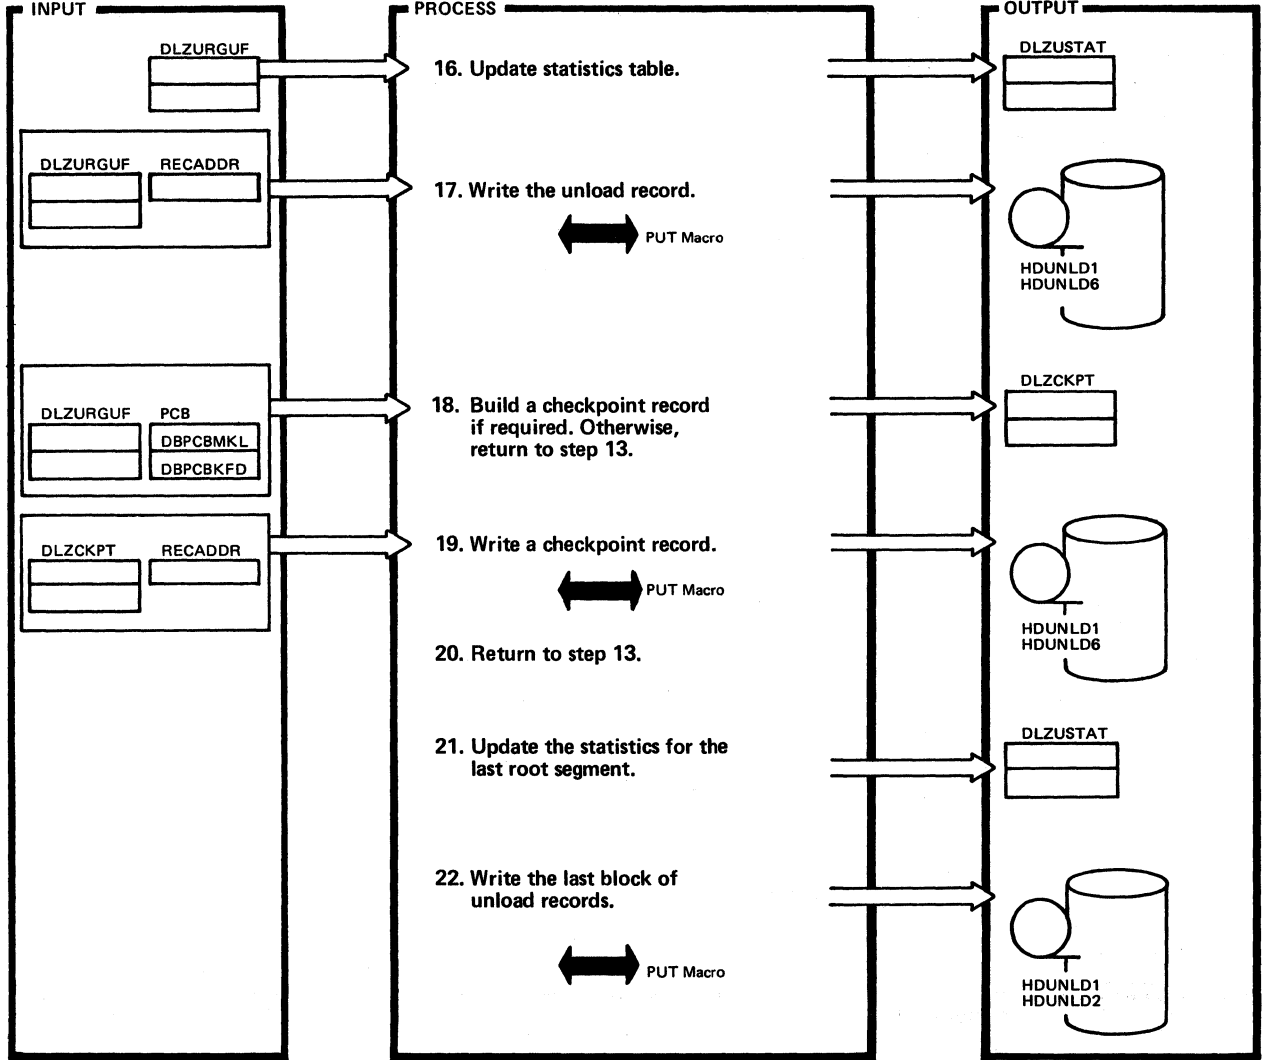 INPUT
PROCESS
OUTPUT
DLZURGUF
16. Update statistics table.
DLZUSTAT
DLZURGUF RECADDR
17. Write the unload record.
PUT Macro
HDUNLD1
HDUNLD6
DLZURGUF PCB
DBPCBMKL
DBPCBKFD
18. Build a checkpoint record
if required. Otherwise,
return to step 13.
DLZCKPT
DLZCKPT RECADDR
19. Write a checkpoint record.
PUT Macro
HDUNLD1
HDUNLD6
20. Return to step 13.
21. Update the statistics for the
last root segment.
DLZUSTAT
22. Write the last block of
unload records.
PUT Macro
HDUNLD1
HDUNLD2